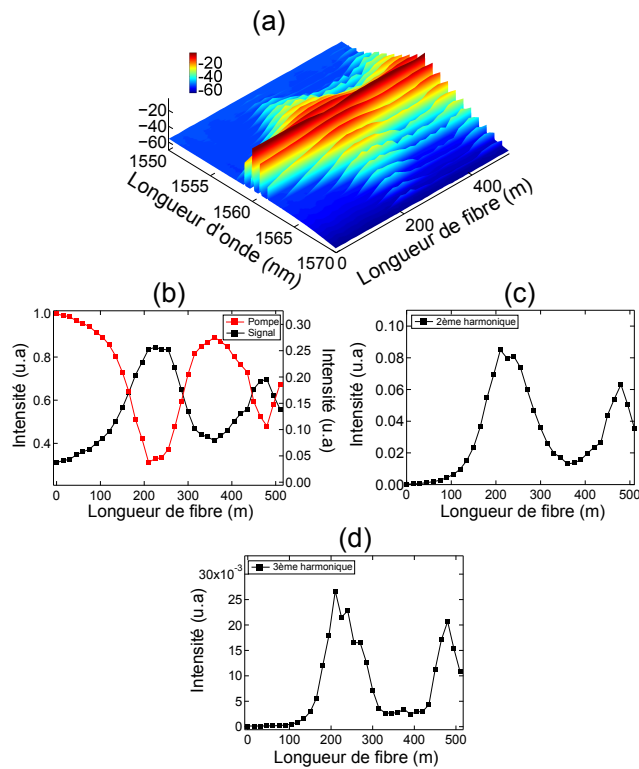 (a)
-20
-40
-60
−20
−40
−60
1550
1555
1560
1565
1570
Longueur d'onde (nm)
0
200
400
Longueur de fibre (m)
(b)
1.0
0.8
0.6
0.4
Intensité (u.a)
Pompe
Signal
0.30
0.25
0.20
0.15
0.10
0.05
0.00
Intensité (u.a)
0 100 200 300 400 500
Longueur de fibre (m)
(c)
2ème harmonique
0.10
0.08
0.06
0.04
0.02
0.00
Intensité (u.a)
0 100 200 300 400 500
Longueur de fibre (m)
(d)
3ème harmonique
30x10-3
25
20
15
10
5
0
Intensité (u.a)
0 100 200 300 400 500
Longueur de fibre (m)